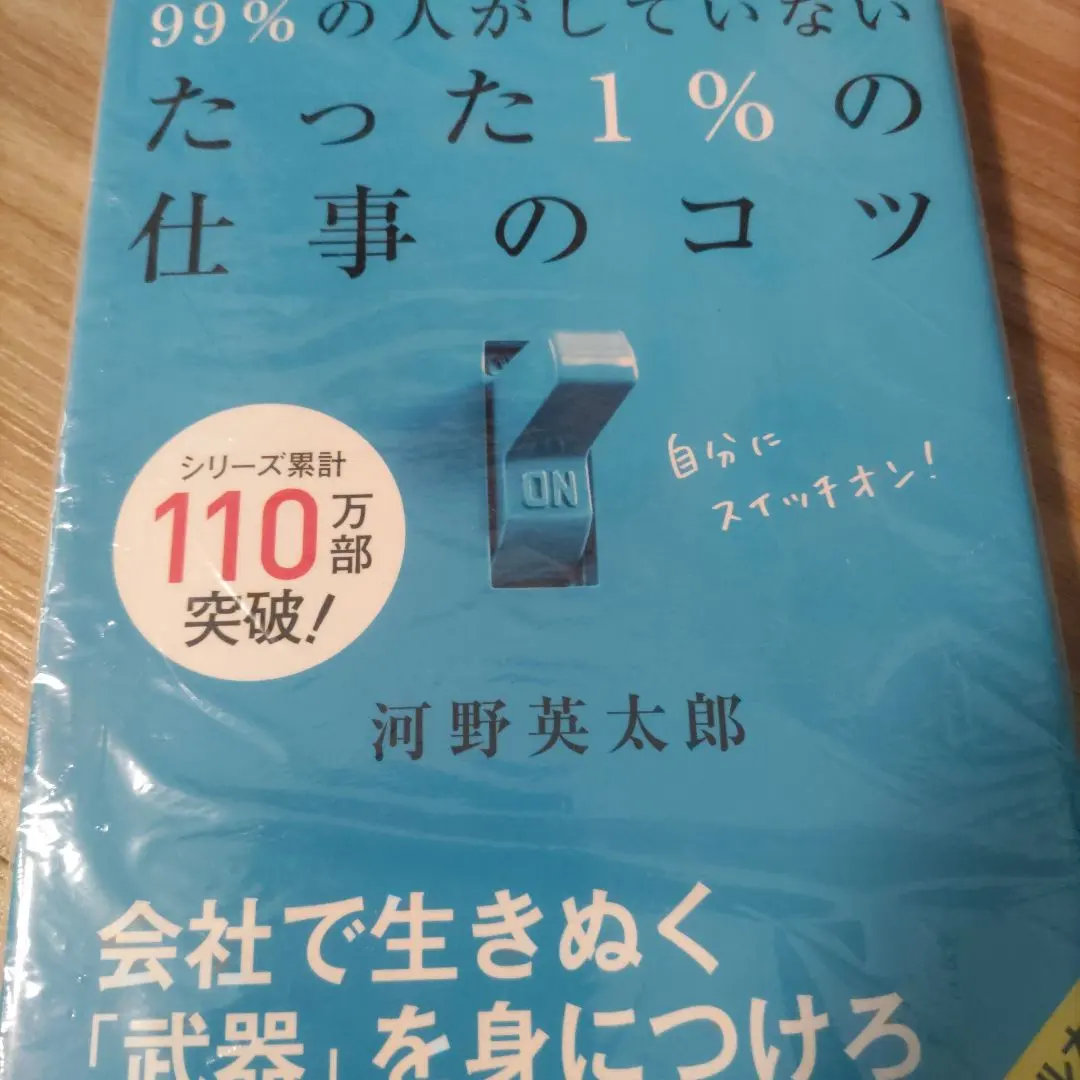 99%の人がしていない
たった1%の
仕事のコツ
ON
自分に
スイッチオン!
シリーズ累計
110万部
突破!
河野英太郎
会社で生きぬく
「武器」を身につけろ